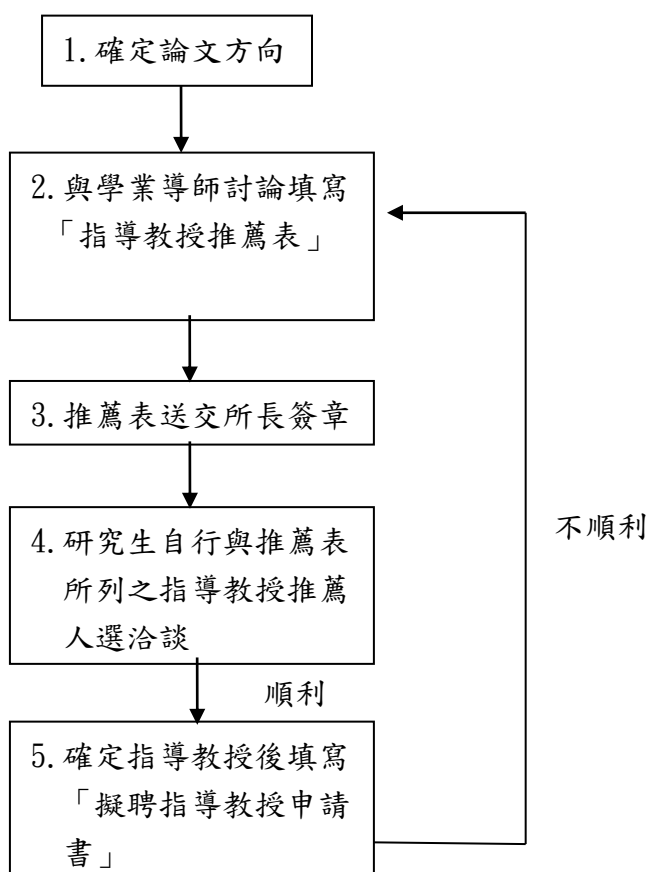 1.確定論文方向
2.與學業導師討論填寫
「指導教授推薦表」
3.推薦表送交所長簽章
4.研究生自行與推薦表
所列之指導教授推薦
人選洽談
不順利
順利
5.確定指導教授後填寫
「擬聘指導教授申請
書」